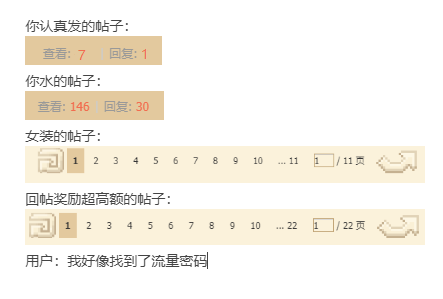 你认真发的帖子：
查看: 7 回复: 1
你水的帖子：
查看: 146 回复: 30
女装的帖子：
1 2 3 4 5 6 7 8 9 10 ... 11 1 / 11 页
回帖奖励超高额的帖子：
1 2 3 4 5 6 7 8 9 10 ... 22 1 / 22 页
用户：我好像找到了流量密码